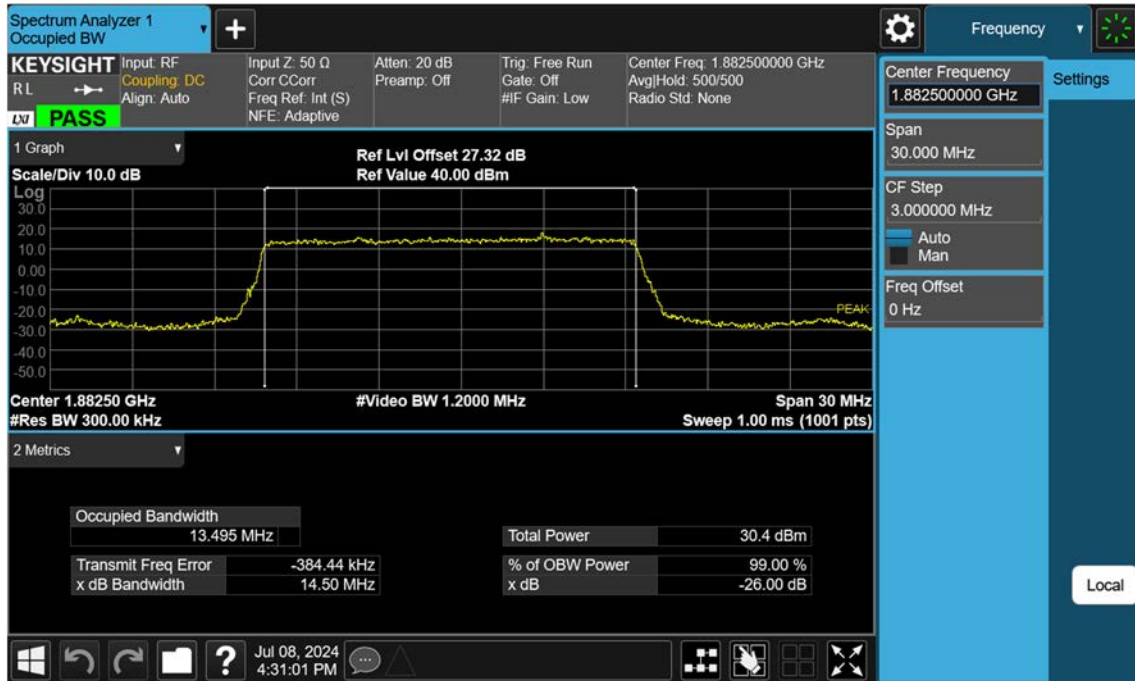 Spectrum Analyzer 1
Occupied BW
Frequency
KEYSIGHT
RL
LXI
PASS
Input: RF
Coupling: DC
Align: Auto
Input Z: 50 Ω
Corr CCorr
Freq Ref: Int (S)
NFE: Adaptive
Atten: 20 dB
Preamp: Off
Trig: Free Run
Gate: Off
#IF Gain: Low
Center Freq: 1.882500000 GHz
Avg|Hold: 500/500
Radio Std: None
Center Frequency
1.882500000 GHz
Settings
Span
30.000 MHz
CF Step
3.000000 MHz
Auto
Man
Freq Offset
0 Hz
Local
1 Graph
Scale/Div 10.0 dB
Ref Lvl Offset 27.32 dB
Ref Value 40.00 dBm
Log
30.0
20.0
10.0
0.00
-10.0
-20.0
-30.0
-40.0
-50.0
PEAK
Center 1.88250 GHz
#Video BW 1.2000 MHz
Span 30 MHz
#Res BW 300.00 kHz
Sweep 1.00 ms (1001 pts)
2 Metrics
Occupied Bandwidth
13.495 MHz
Total Power 30.4 dBm
Transmit Freq Error -384.44 kHz
% of OBW Power 99.00 %
x dB Bandwidth 14.50 MHz
x dB -26.00 dB
?
Jul 08, 2024
4:31:01 PM